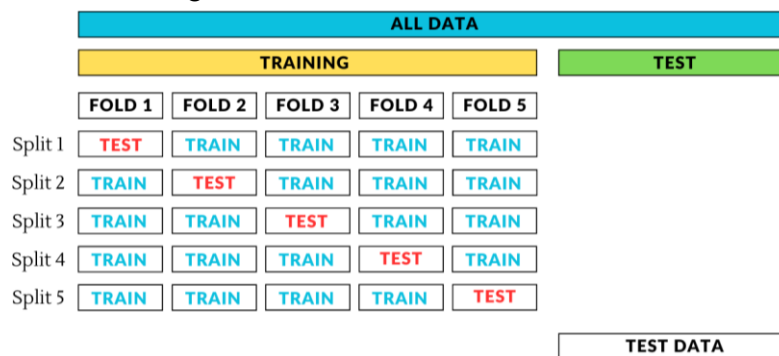 ALL DATA
TRAINING TEST
FOLD 1 FOLD 2 FOLD 3 FOLD 4 FOLD 5
Split 1 TEST TRAIN TRAIN TRAIN TRAIN
Split 2 TRAIN TEST TRAIN TRAIN TRAIN
Split 3 TRAIN TRAIN TEST TRAIN TRAIN
Split 4 TRAIN TRAIN TRAIN TEST TRAIN
Split 5 TRAIN TRAIN TRAIN TRAIN TEST
TEST DATA